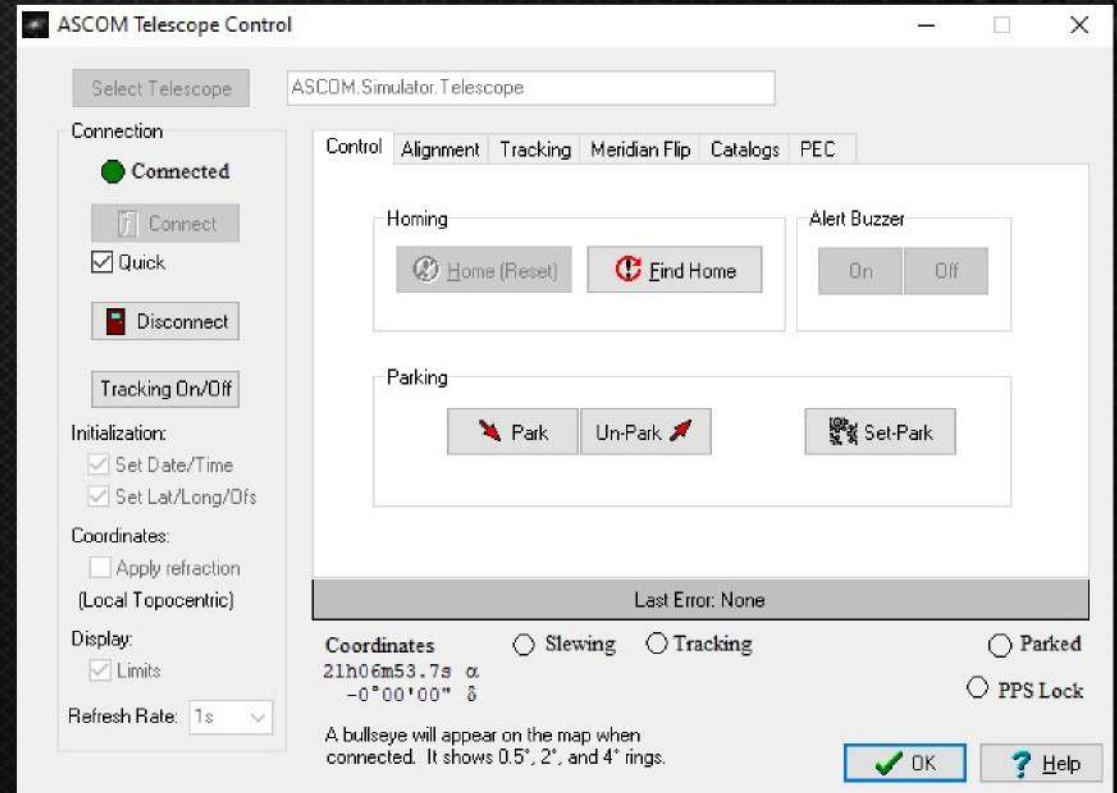 ASCOM Telescope Control
Select Telescope
ASCOM.Simulator.Telescope
Connection
Connected
Connect
Quick
Disconnect
Tracking On/Off
Initialization:
Set Date/Time
Set Lat/Long/Ofs
Coordinates:
Apply refraction
(Local Topocentric)
Display:
Limits
Refresh Rate: 1s
Control Alignment Tracking Meridian Flip Catalogs PEC
Homing
Home (Reset)
Find Home
Alert Buzzer
On
Off
Parking
Park
Un-Park
Set-Park
Last Error: None
Coordinates
21h06m53.7s α
-0°00'00" δ
Slewing
Tracking
Parked
PPS Lock
A bullseye will appear on the map when
connected. It shows 0.5°, 2°, and 4° rings.
OK
Help